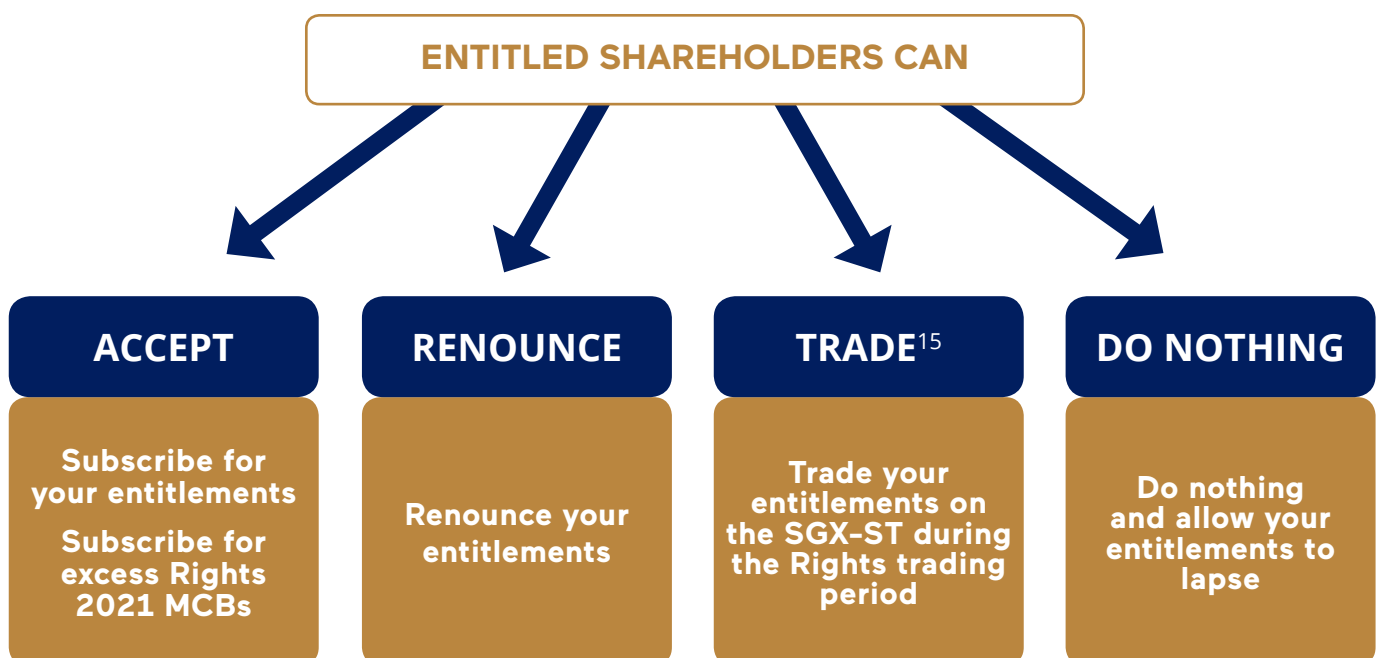 ENTITLED SHAREHOLDERS CAN
ACCEPT
Subscribe for
your entitlements
Subscribe for
excess Rights
2021 MCBs
RENOUNCE
Renounce your
entitlements
TRADE15
Trade your
entitlements on
the SGX-ST during
the Rights trading
period
DO NOTHING
Do nothing
and allow your
entitlements to
lapse